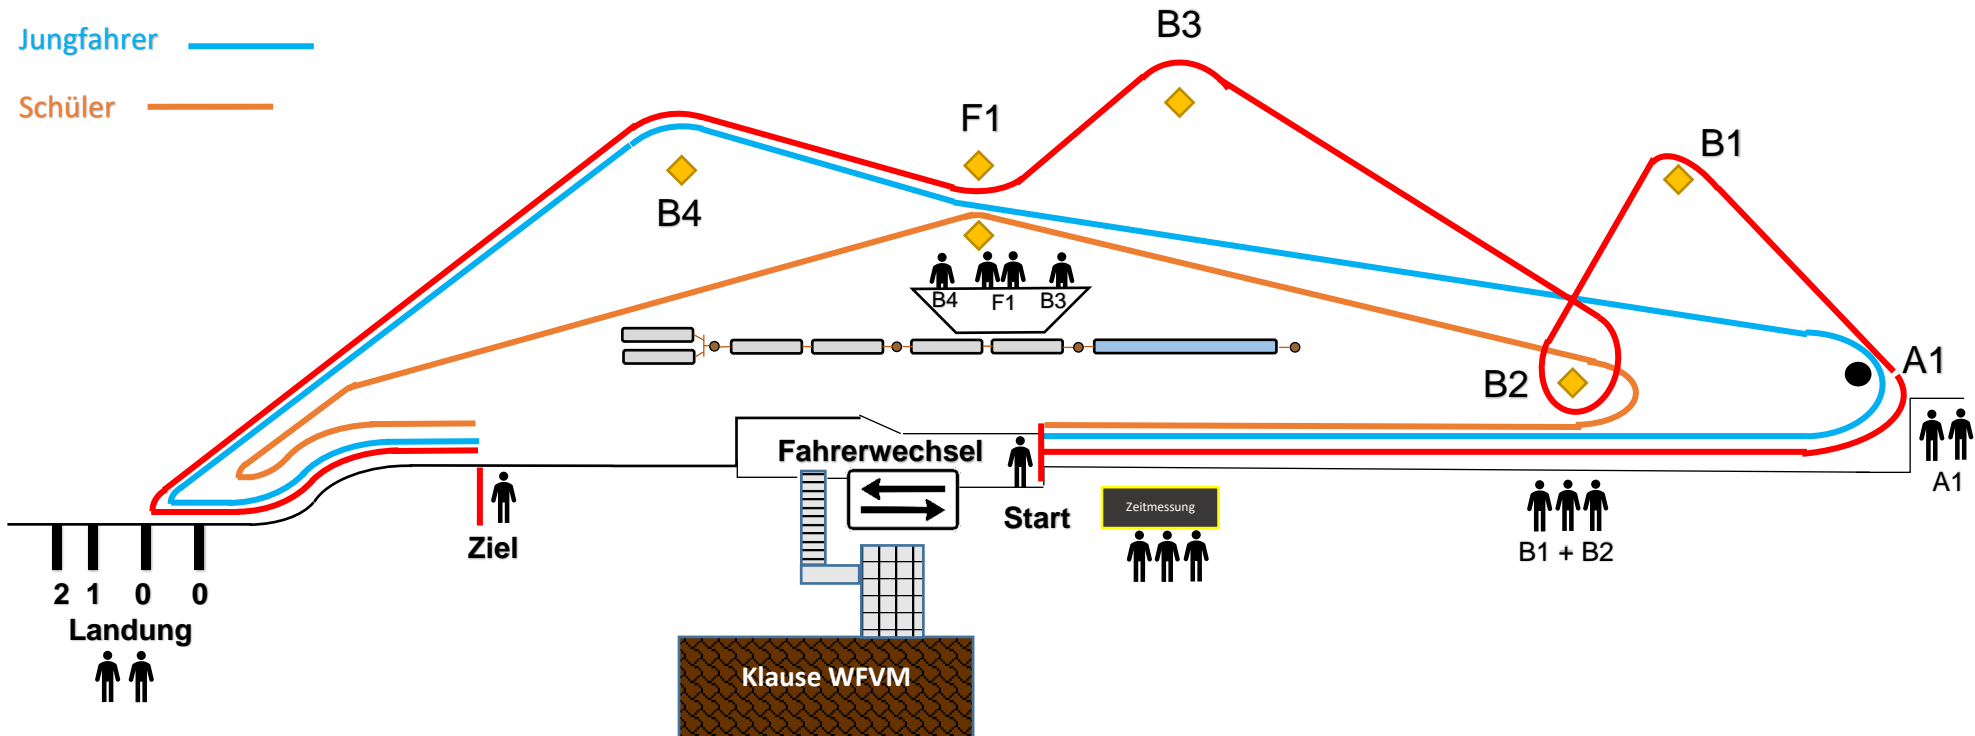 Jungfahrer
Schüler
B3
F1
B1
B4
B4
F1
B3
B2
A1
Fahrerwechsel
A1
Zeitmessung
Start
Ziel
B1 + B2
2 1 0 0
Landung
Klause WFVM